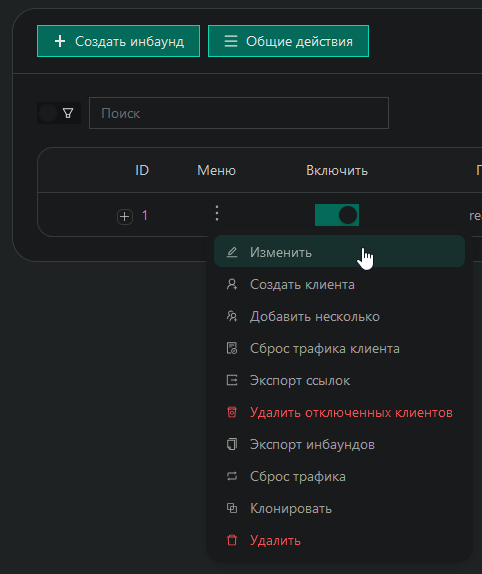 Создать инбаунд
Общие действия
Поиск
ID Меню Включить
1
Изменить
Создать клиента
Добавить несколько
Сброс трафика клиента
Экспорт ссылок
Удалить отключенных клиентов
Экспорт инбаундов
Сброс трафика
Клонировать
Удалить